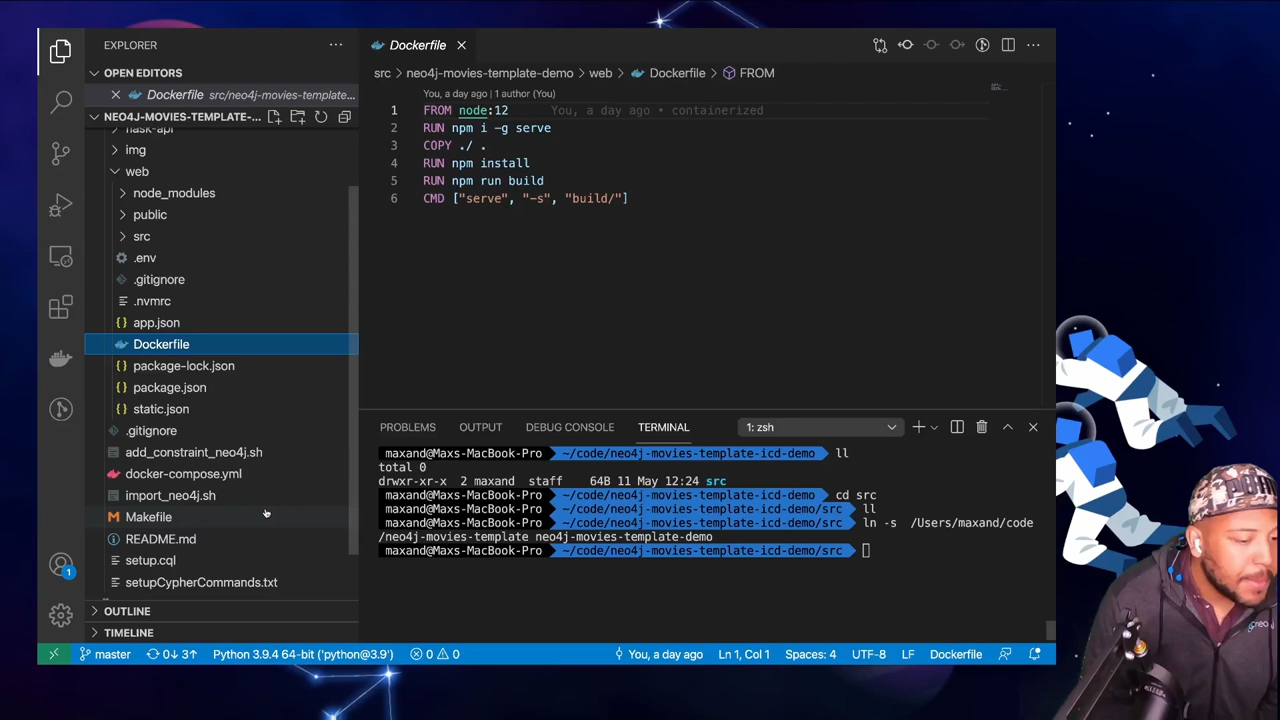 EXPLORER
OPEN EDITORS
Dockerfile src/neo4j-movies-template...
NEO4J-MOVIES-TEMPLATE-...
flask-api
img
web
node_modules
public
src
.env
.gitignore
.nvmrc
app.json
Dockerfile
package-lock.json
package.json
static.json
.gitignore
add_constraint_neo4j.sh
docker-compose.yml
import_neo4j.sh
Makefile
README.md
setup.cql
setupCypherCommands.txt
OUTLINE
TIMELINE
Dockerfile
src > neo4j-movies-template-demo > web > Dockerfile > FROM
You, a day ago | 1 author (You)
1 FROM node:12 You, a day ago • containerized
2 RUN npm i -g serve
3 COPY ./ .
4 RUN npm install
5 RUN npm run build
6 CMD ["serve", "-s", "build/"]
PROBLEMS OUTPUT DEBUG CONSOLE TERMINAL 1: zsh
maxand@Maxs-MacBook-Pro ~/code/neo4j-movies-template-icd-demo ll
total 0
drwxr-xr-x 2 maxand staff 64B 11 May 12:24 src
maxand@Maxs-MacBook-Pro ~/code/neo4j-movies-template-icd-demo cd src
maxand@Maxs-MacBook-Pro ~/code/neo4j-movies-template-icd-demo/src ll
maxand@Maxs-MacBook-Pro ~/code/neo4j-movies-template-icd-demo/src ln -s /Users/maxand/code
/neo4j-movies-template neo4j-movies-template-demo
maxand@Maxs-MacBook-Pro ~/code/neo4j-movies-template-icd-demo/src
1
master 0↓ 3↑ Python 3.9.4 64-bit ('python@3.9') 0 0 You, a day ago Ln 1, Col 1 Spaces: 4 UTF-8 LF Dockerfile